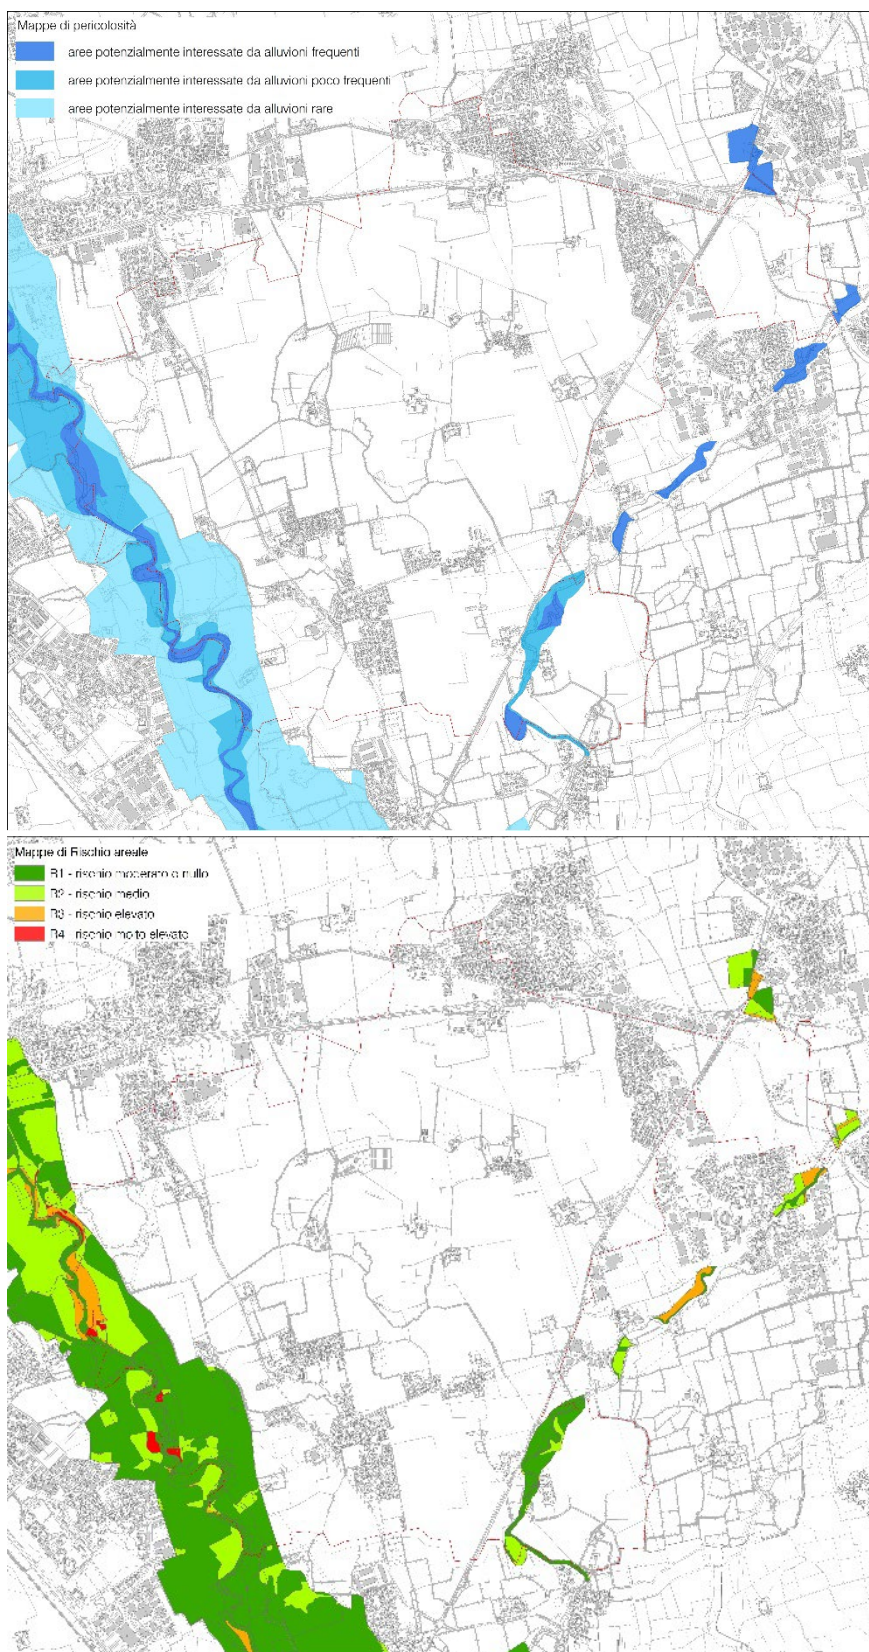 Mappe di pericolosità
aree potenzialmente interessate da alluvioni frequenti
aree potenzialmente interessate da alluvioni poco frequenti
aree potenzialmente interessate da alluvioni rare
Mappe di Rischio areale
R1 - rischio moderato o nullo
R2 - rischio medio
R3 - rischio elevato
R4 - rischio molto elevato